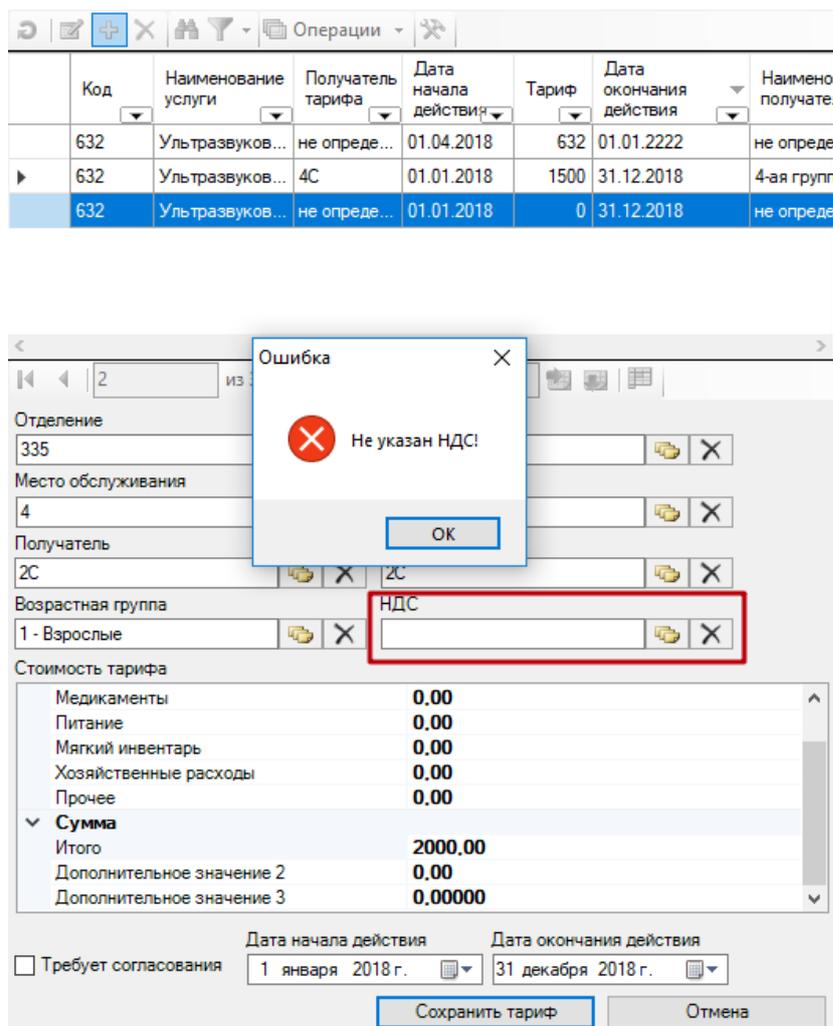 Операции
Код Наименование услуги Получатель тарифа Дата начала действия Тариф Дата окончания действия Наимено получате
632 Ультразвуков... не опреде... 01.04.2018 632 01.01.2222 не опреде
632 Ультразвуков... 4С 01.01.2018 1500 31.12.2018 4-ая групп
632 Ультразвуков... не опреде... 01.01.2018 0 31.12.2018 не опреде
Ошибка
2 из
Не указан НДС!
OK
Отделение
335
Место обслуживания
4
Получатель
2С 2С
Возрастная группа НДС
1 - Взрослые
Стоимость тарифа
Медикаменты 0,00
Питание 0,00
Мягкий инвентарь 0,00
Хозяйственные расходы 0,00
Прочее 0,00
Сумма
Итого 2000,00
Дополнительное значение 2 0,00
Дополнительное значение 3 0,00000
Дата начала действия Дата окончания действия
Требует согласования 1 января 2018 г. 31 декабря 2018 г.
Сохранить тариф Отмена